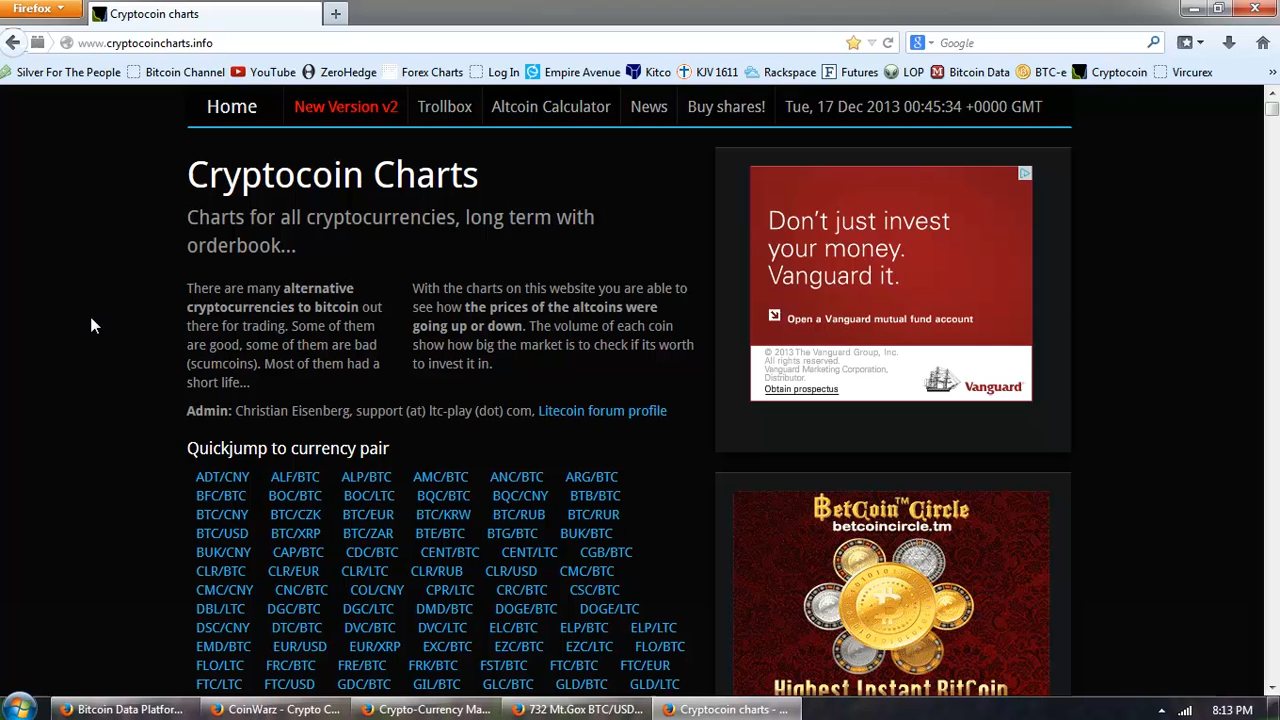 Firefox
Cryptocoin charts
www.cryptocoincharts.info
Google
Silver For The People Bitcoin Channel YouTube ZeroHedge Forex Charts Log In Empire Avenue Kitco KJV 1611 Rackspace Futures LOP Bitcoin Data BTC-e Cryptocoin Vircurex
Home New Version v2 Trollbox Altcoin Calculator News Buy shares! Tue, 17 Dec 2013 00:45:34 +0000 GMT
Cryptocoin Charts
Charts for all cryptocurrencies, long term with
orderbook...
There are many alternative
cryptocurrencies to bitcoin out
there for trading. Some of them
are good, some of them are bad
(scumcoins). Most of them had a
short life...
With the charts on this website you are able to
see how the prices of the altcoins were
going up or down. The volume of each coin
show how big the market is to check if its worth
to invest it in.
Admin: Christian Eisenberg, support (at) ltc-play (dot) com, Litecoin forum profile
Quickjump to currency pair
ADT/CNY ALF/BTC ALP/BTC AMC/BTC ANC/BTC ARG/BTC
BFC/BTC BOC/BTC BOC/LTC BQC/BTC BQC/CNY BTB/BTC
BTC/CNY BTC/CZK BTC/EUR BTC/KRW BTC/RUB BTC/RUR
BTC/USD BTC/XRP BTC/ZAR BTE/BTC BTG/BTC BUK/BTC
BUK/CNY CAP/BTC CDC/BTC CENT/BTC CENT/LTC CGB/BTC
CLR/BTC CLR/EUR CLR/LTC CLR/RUB CLR/USD CMC/BTC
CMC/CNY CNC/BTC COL/CNY CPR/LTC CRC/BTC CSC/BTC
DBL/LTC DGC/BTC DGC/LTC DMD/BTC DOGE/BTC DOGE/LTC
DSC/CNY DTC/BTC DVC/BTC DVC/LTC ELC/BTC ELP/BTC ELP/LTC
EMD/BTC EUR/USD EUR/XRP EXC/BTC EZC/BTC EZC/LTC FLO/BTC
FLO/LTC FRC/BTC FRE/BTC FRK/BTC FST/BTC FTC/BTC FTC/EUR
FTC/LTC FTC/USD GDC/BTC GIL/BTC GLC/BTC GLD/BTC GLD/LTC
Don't just invest
your money.
Vanguard it.
Open a Vanguard mutual fund account
© 2013 The Vanguard Group, Inc.
All rights reserved.
Vanguard Marketing Corporation,
Distributor.
Obtain prospectus
Vanguard
BetCoin™ Circle
betcoincircle.tm
Highest Instant BitCoin
Bitcoin Data Platfor... CoinWarz - Crypto C... Crypto-Currency Ma... 732 Mt.Gox BTC/USD... Cryptocoin charts - ... 8:13 PM